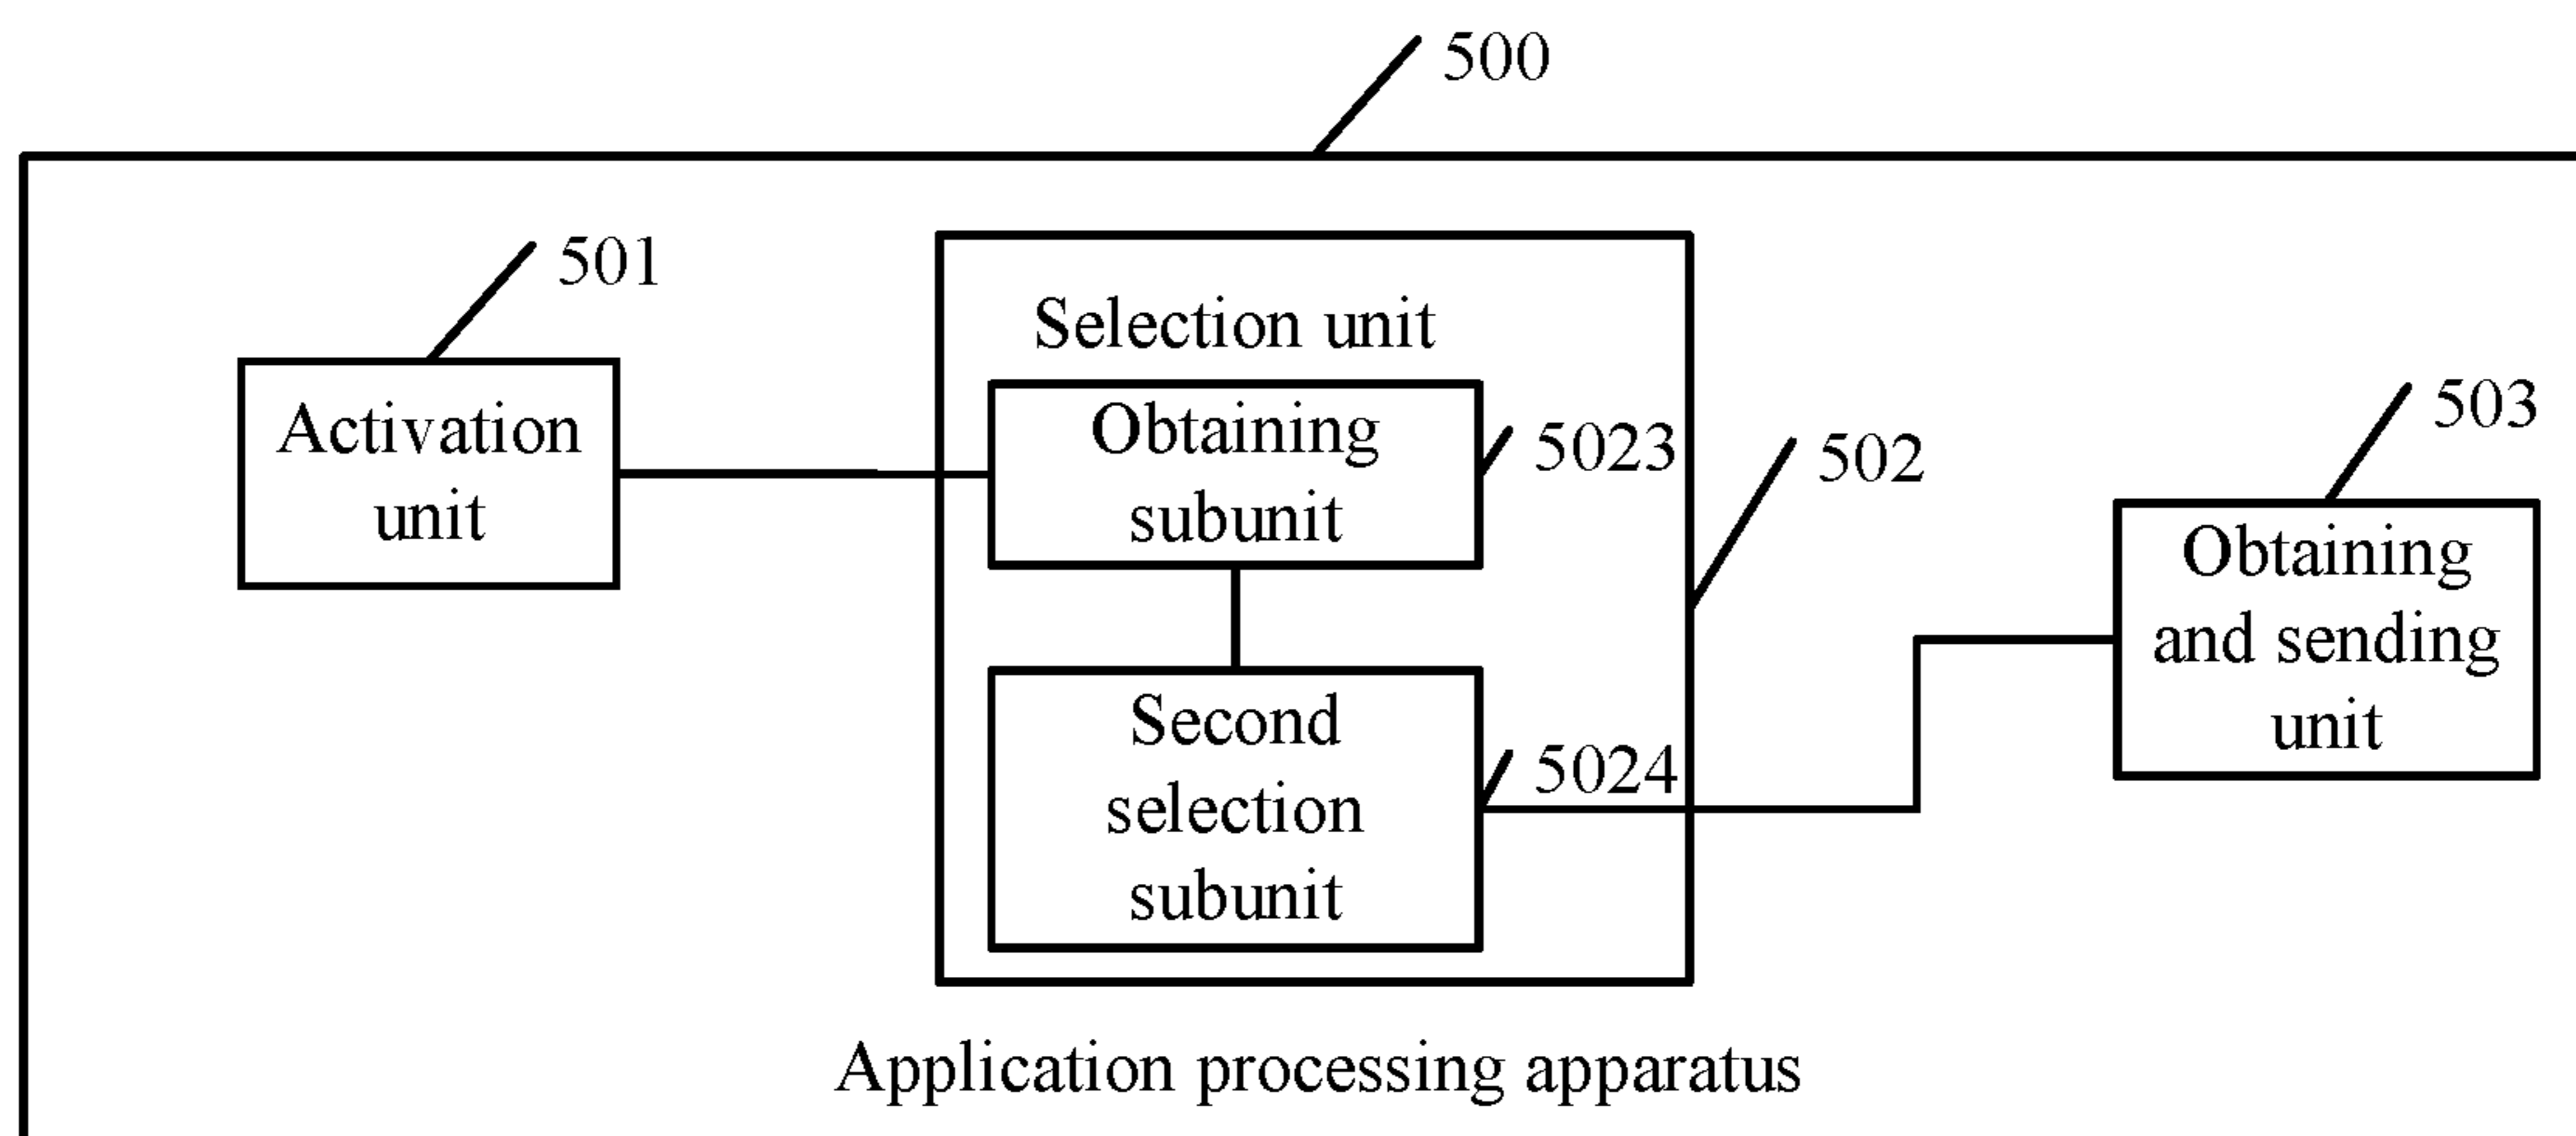 500
501
Activation
unit
Selection unit
Obtaining
subunit
5023
502
Second
selection
subunit
5024
503
Obtaining
and sending
unit
Application processing apparatus